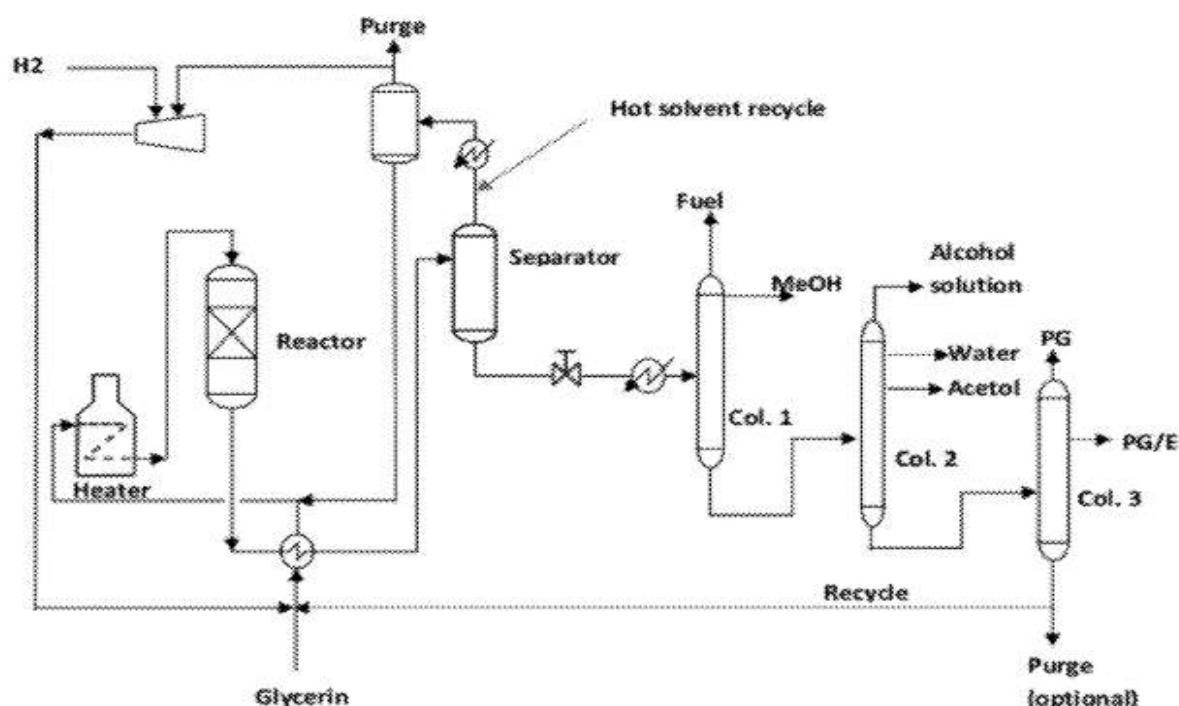 Purge
H2
Hot solvent recycle
Fuel
Separator
Alcohol
solution
MeOH
Reactor
Water
PG
Acetol
Col. 1
PG/E
Col. 2
Heater
Col. 3
Recycle
Glycerin
Purge
(optional)